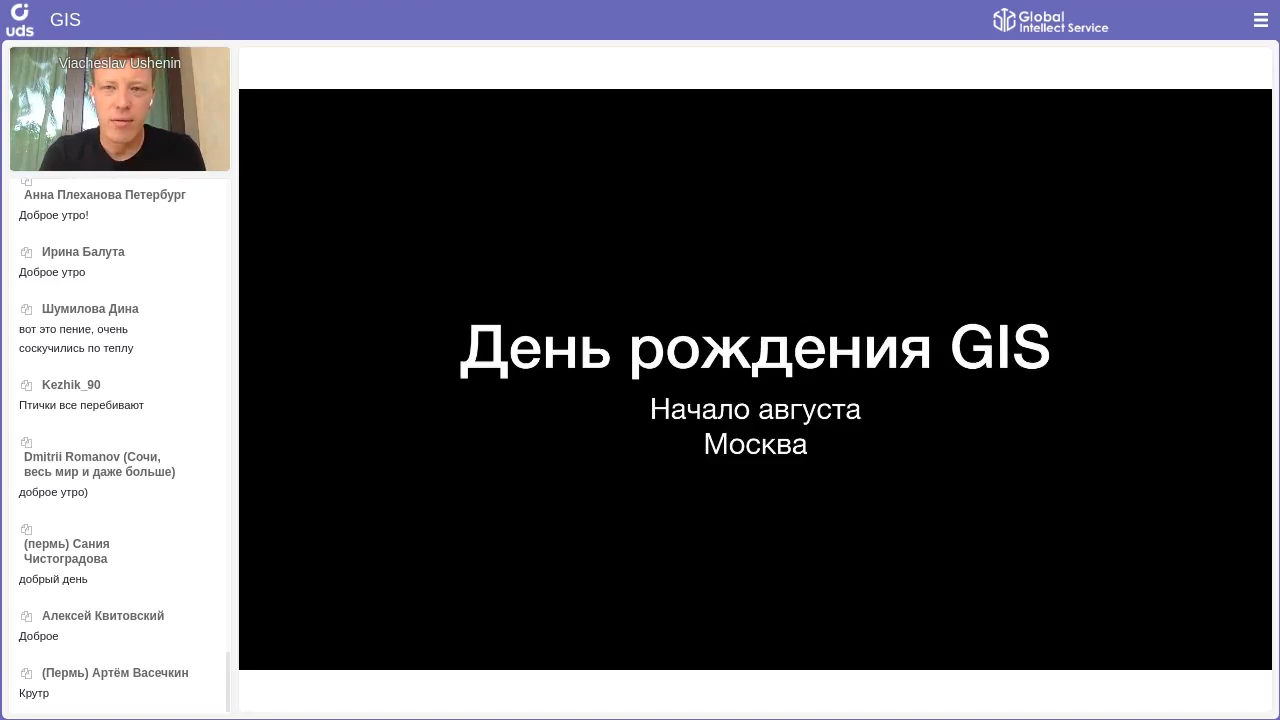 uds
GIS
Global
Intellect Service
Viacheslav Ushenin
Анна Плеханова Петербург
Доброе утро!
Ирина Балута
Доброе утро
Шумилова Дина
вот это пение, очень
соскучились по теплу
Kezhik_90
Птички все перебивают
Dmitrii Romanov (Сочи,
весь мир и даже больше)
доброе утро)
(пермь) Сания
Чистоградова
добрый день
Алексей Квитовский
Доброе
(Пермь) Артём Васечкин
Крутр
День рождения GIS
Начало августа
Москва